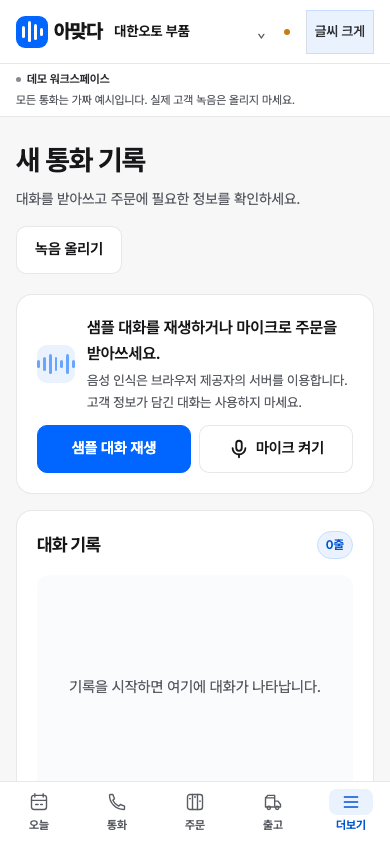 아맞다 대한오토 부품 글씨 크게
데모 워크스페이스
모든 통화는 가짜 예시입니다. 실제 고객 녹음은 올리지 마세요.
새 통화 기록
대화를 받아쓰고 주문에 필요한 정보를 확인하세요.
녹음 올리기
샘플 대화를 재생하거나 마이크로 주문을
받아쓰세요.
음성 인식은 브라우저 제공자의 서버를 이용합니다.
고객 정보가 담긴 대화는 사용하지 마세요.
샘플 대화 재생 마이크 켜기
대화 기록 0줄
기록을 시작하면 여기에 대화가 나타납니다.
오늘 통화 주문 출고 더보기